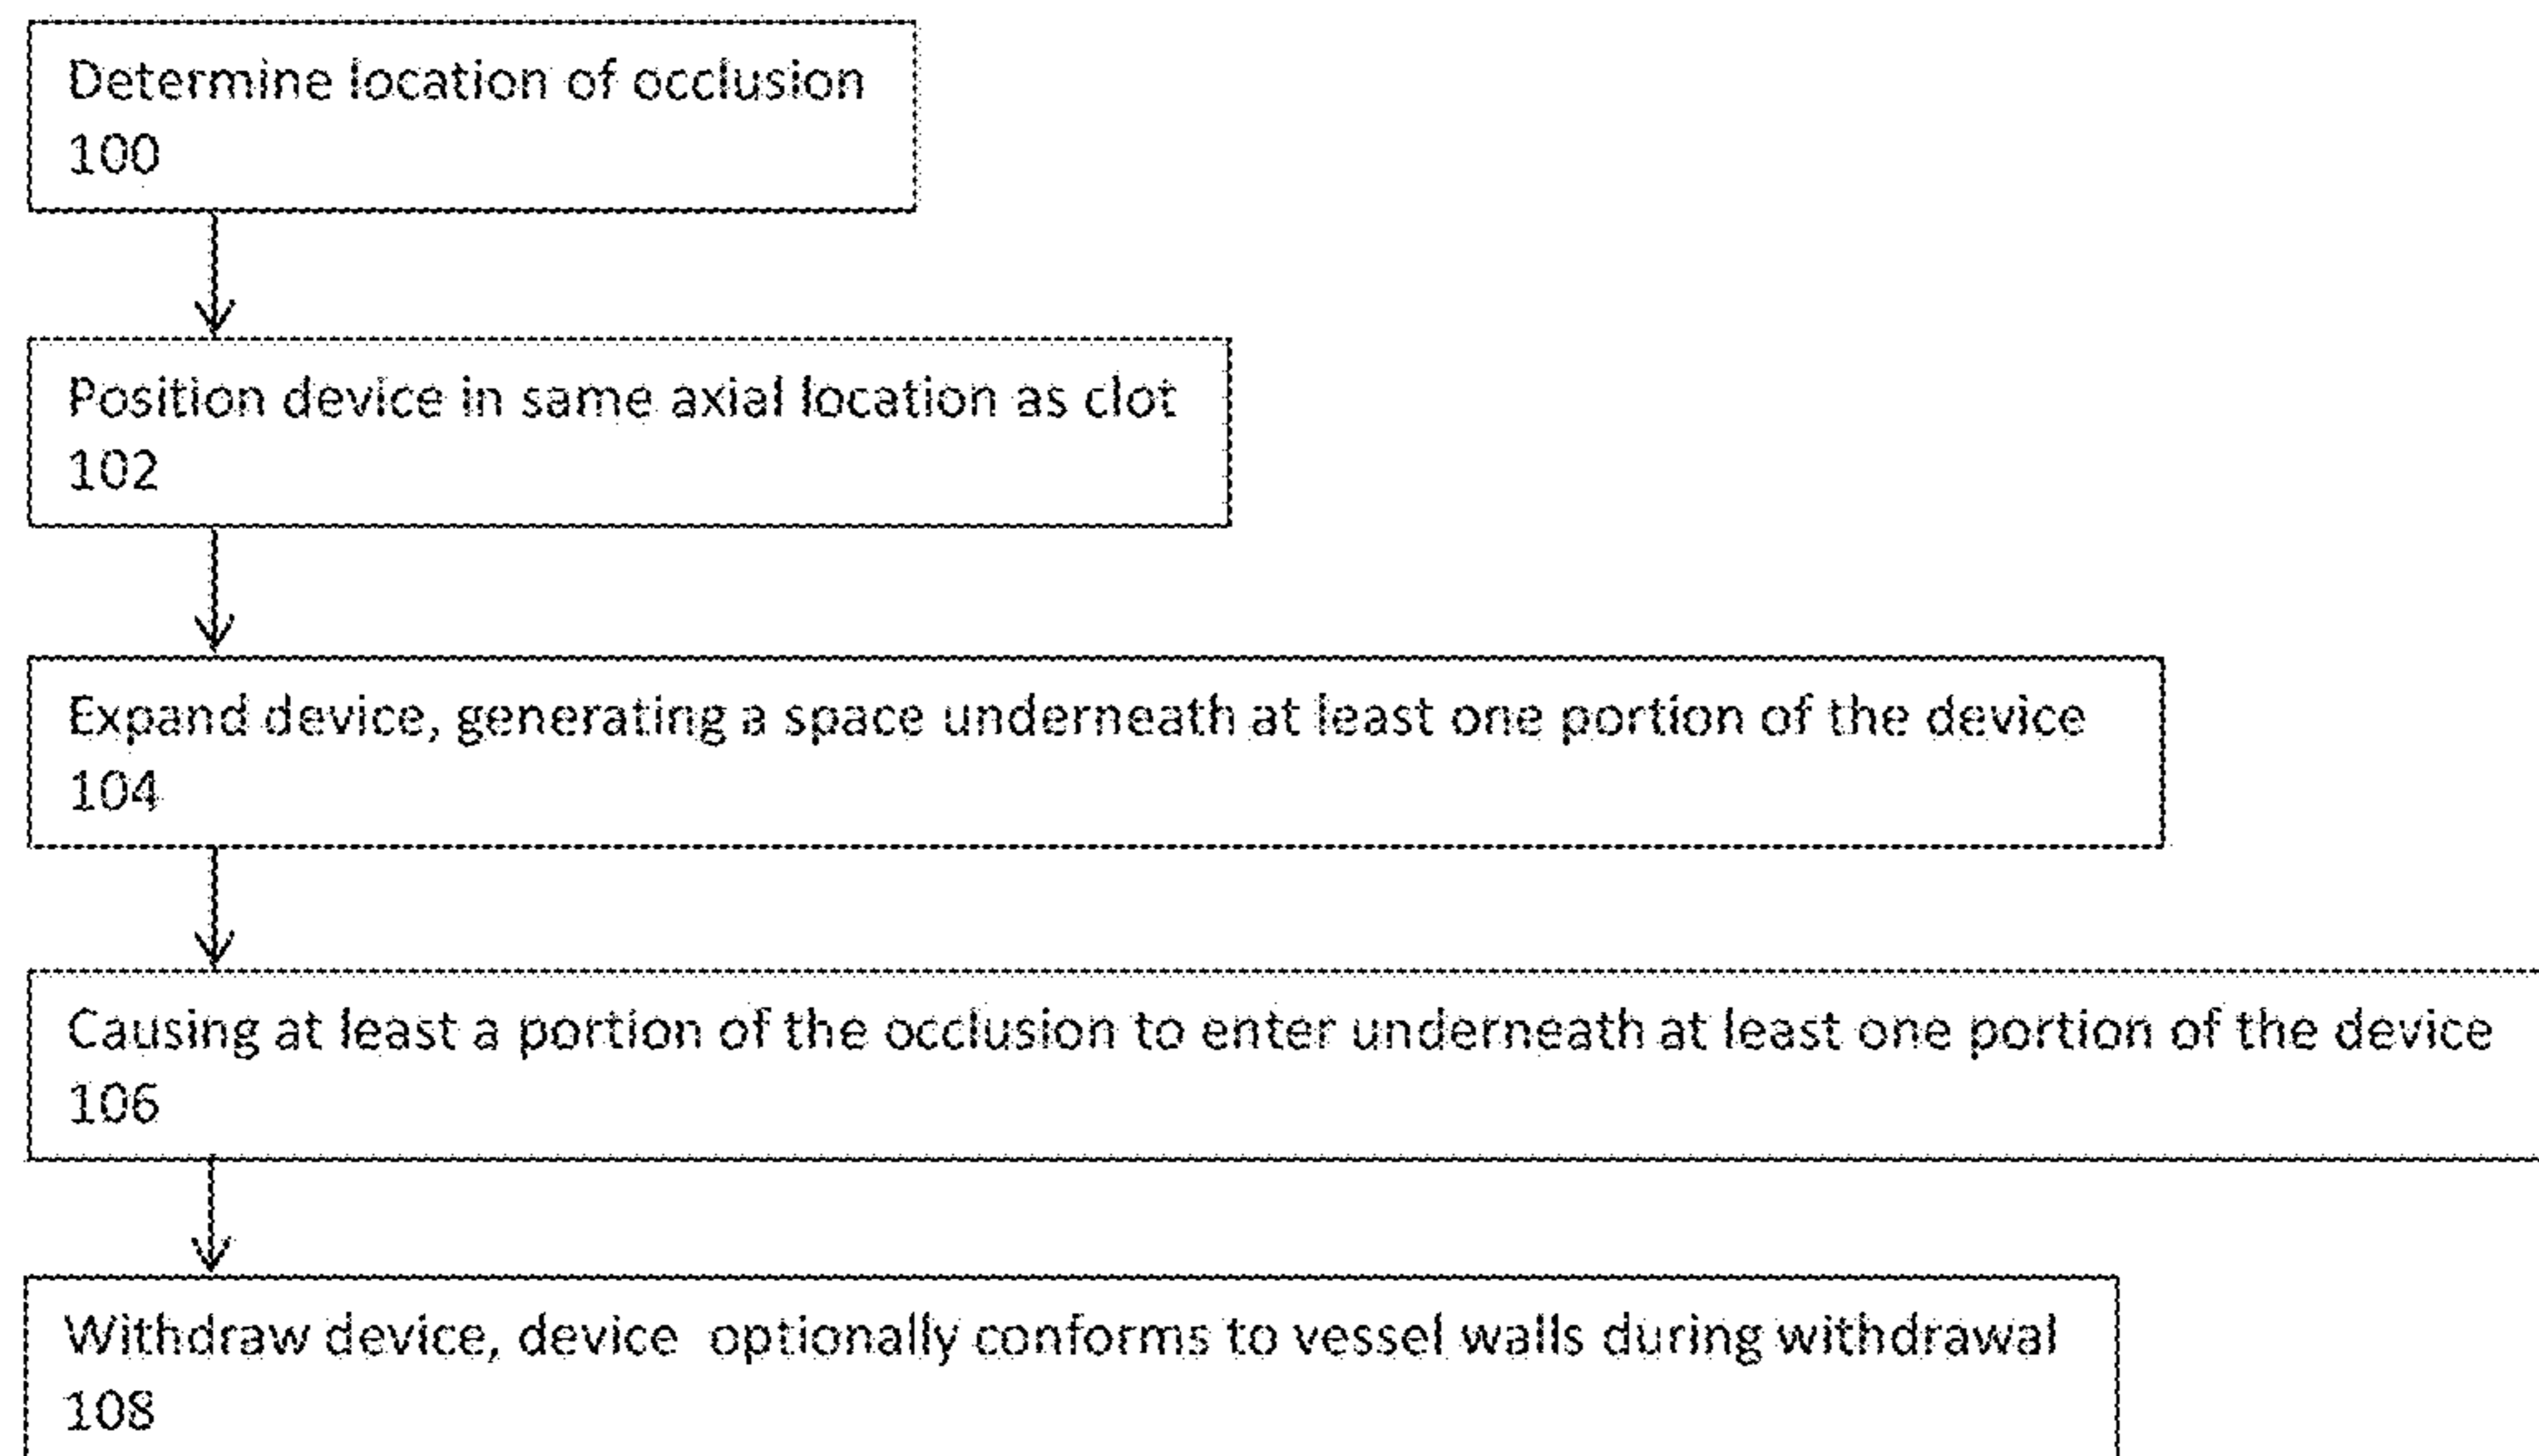 Determine location of occlusion
100
Position device in same axial location as clot
102
Expand device, generating a space underneath at least one portion of the device
104
Causing at least a portion of the occlusion to enter underneath at least one portion of the device
106
Withdraw device, device optionally conforms to vessel walls during withdrawal
108